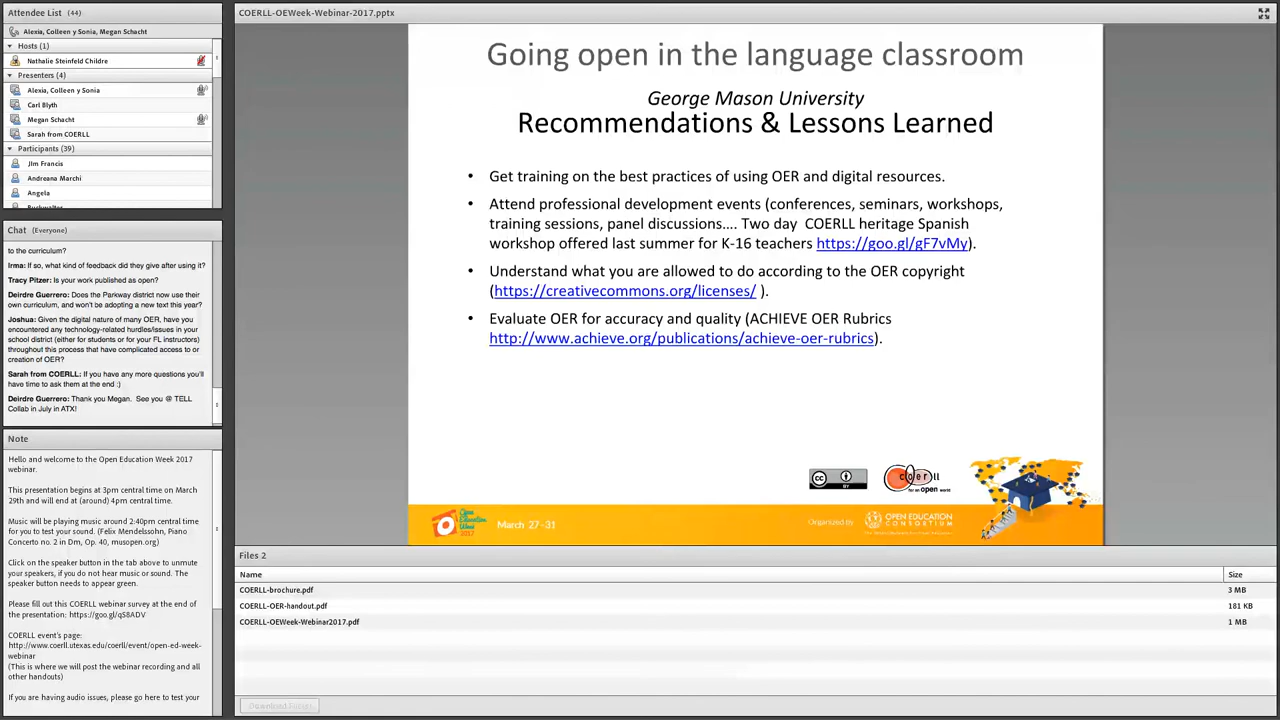 Attendee List (44)
Alexia, Colleen y Sonia, Megan Schacht
Hosts (1)
Nathalie Steinfeld Childre
Presenters (4)
Alexia, Colleen y Sonia
Carl Blyth
Megan Schacht
Sarah from COERLL
Participants (39)
JIm Francis
Andreana Marchi
Angela
Chat (Everyone)
to the curriculum?
Irma: If so, what kind of feedback did they give after using it?
Tracy Pitzer: Is your work published as open?
Deirdre Guerrero: Does the Parkway district now use their
own curriculum, and won't be adopting a new text this year?
Joshua: Given the digital nature of many OER, have you
encountered any technology-related hurdles/issues in your
school district (either for students or for your FL instructors)
throughout this process that have complicated access to or
creation of OER?
Sarah from COERLL: If you have any more questions you'll
have time to ask them at the end :)
Deirdre Guerrero: Thank you Megan. See you @ TELL
Collab in July in ATX!
Note
Hello and welcome to the Open Education Week 2017
webinar.
This presentation begins at 3pm central time on March
29th and will end at (around) 4pm central time.
Music will be playing music around 2:40pm central time
for you to test your sound. (Felix Mendelssohn, Piano
Concerto no. 2 in Dm, Op. 40, musopen.org)
Click on the speaker button in the tab above to unmute
your speakers, if you do not hear music or sound. The
speaker button needs to appear green.
Please fill out this COERLL webinar survey at the end of
the presentation: https://goo.gl/qS8ADV
COERLL event's page:
http://www.coerll.utexas.edu/coerll/event/open-ed-week-
webinar
(This is where we will post the webinar recording and all
other handouts)
If you are having audio issues, please go here to test your
COERLL-OEWeek-Webinar-2017.pptx
Going open in the language classroom
George Mason University
Recommendations & Lessons Learned
• Get training on the best practices of using OER and digital resources.
• Attend professional development events (conferences, seminars, workshops,
training sessions, panel discussions.... Two day COERLL heritage Spanish
workshop offered last summer for K-16 teachers https://goo.gl/gF7vMy).
• Understand what you are allowed to do according to the OER copyright
(https://creativecommons.org/licenses/ ).
• Evaluate OER for accuracy and quality (ACHIEVE OER Rubrics
http://www.achieve.org/publications/achieve-oer-rubrics).
cc BY
coerll
for an open world
Open Education Week 2017
March 27-31
Organized by
OPEN EDUCATION
CONSORTIUM
Files 2
Name Size
COERLL-brochure.pdf 3 MB
COERLL-OER-handout.pdf 181 KB
COERLL-OEWeek-Webinar2017.pdf 1 MB